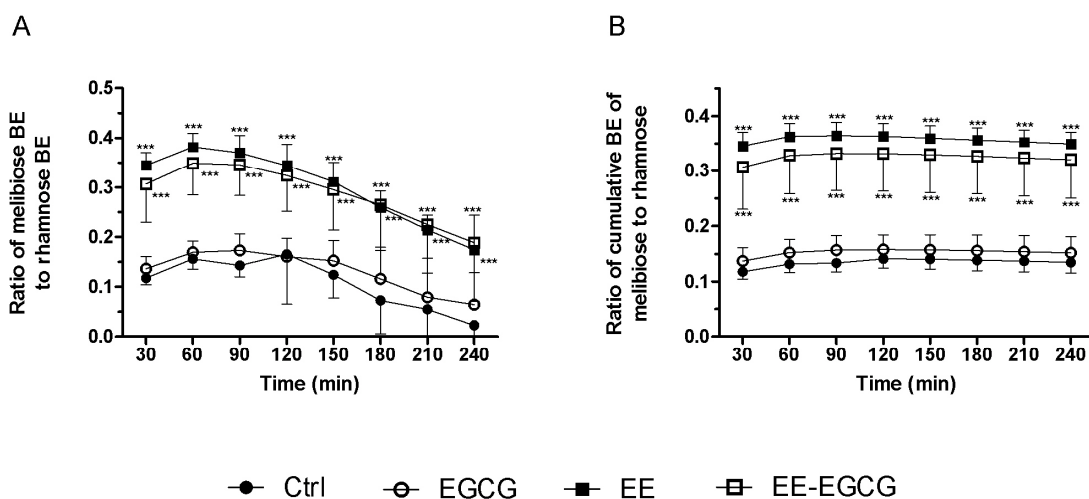 A
B
Ratio of melibiose BE
to rhamnose BE
0.5
0.4
0.3
0.2
0.1
0.0
*** *** *** *** *** *** *** ***
*** *** *** *** *** *** *** ***
30 60 90 120 150 180 210 240
Time (min)
Ratio of cumulative BE of
melibiose to rhamnose
0.4
0.3
0.2
0.1
0.0
*** *** *** *** *** *** *** ***
*** *** *** *** *** *** *** ***
30 60 90 120 150 180 210 240
Time (min)
Ctrl EGCG EE EE-EGCG